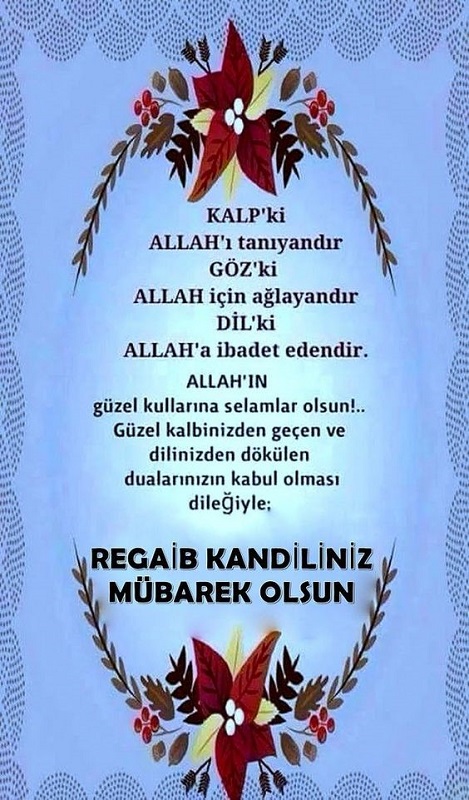 KALP'ki
ALLAH'ı tanıyandır
GÖZ'ki
ALLAH için ağlayandır
DİL'ki
ALLAH'a ibadet edendir.
ALLAH'IN
güzel kullarına selamlar olsun!..
Güzel kalbinizden geçen ve
dilinizden dökülen
dualarınızın kabul olması
dileĞiyle;
REGAİB KANDİLİNİZ
MÜBAREK OLSUN